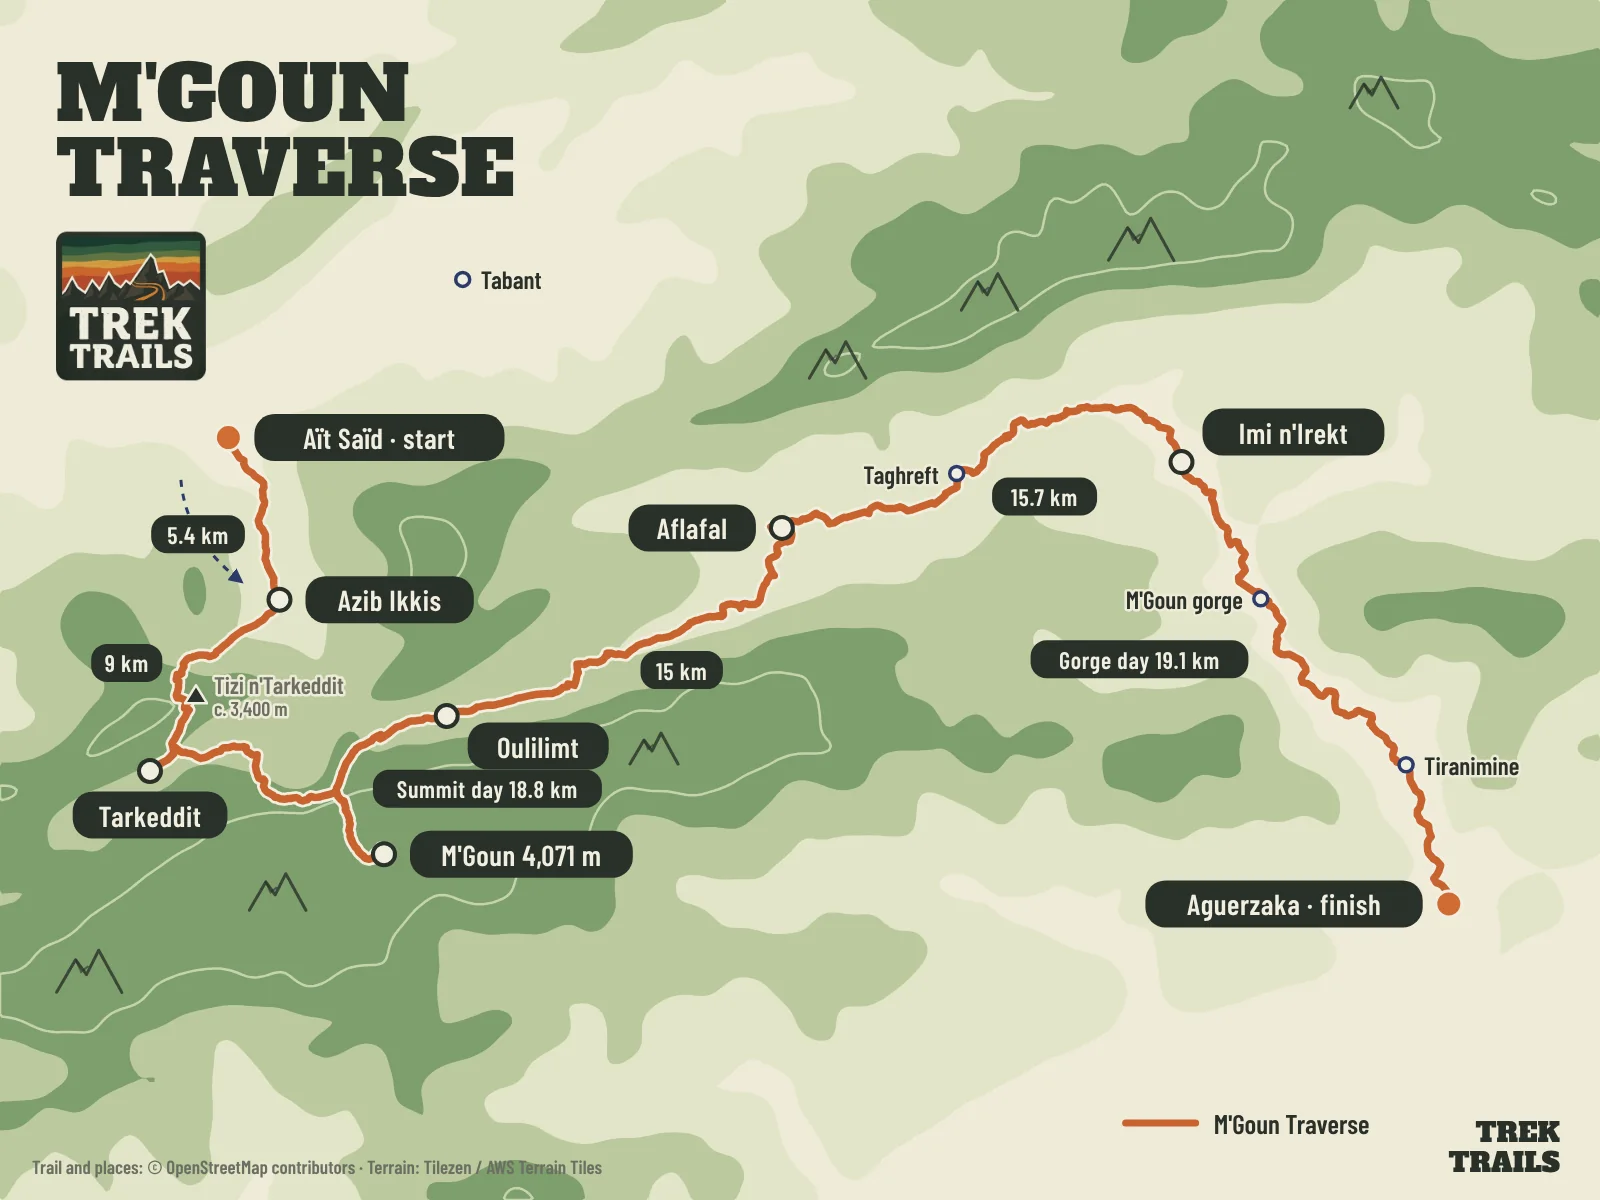 M'GOUN
TRAVERSE
TREK
TRAILS
Tabant
Aït Saïd · start
5.4 km
Azib Ikkis
9 km
Tizi n'Tarkeddit
c. 3,400 m
Tarkeddit
Oulilimt
Summit day 18.8 km
M'Goun 4,071 m
15 km
Aflafal
Taghreft
15.7 km
Imi n'Irekt
M'Goun gorge
Gorge day 19.1 km
Tiranimine
Aguerzaka · finish
M'Goun Traverse
TREK
TRAILS
Trail and places: © OpenStreetMap contributors · Terrain: Tilezen / AWS Terrain Tiles